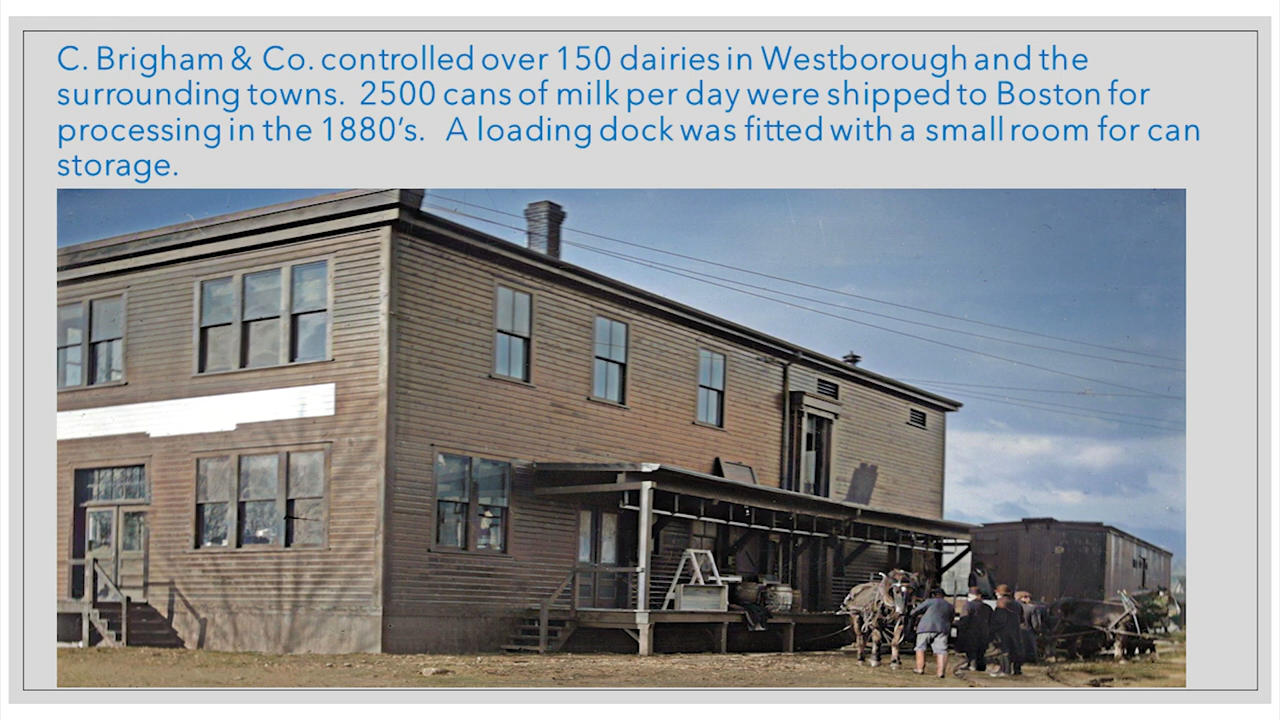 C. Brigham & Co. controlled over 150 dairies in Westborough and the
surrounding towns.  2500 cans of milk per day were shipped to Boston for
processing in the 1880's.   A loading dock was fitted with a small room for can
storage.